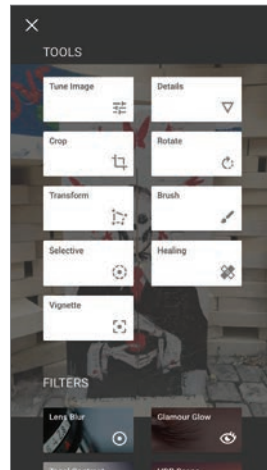 TOOLS
Tune Image
Details
Crop
Rotate
Transform
Brush
Selective
Healing
Vignette
FILTERS
Lens Blur
Glamour Glow